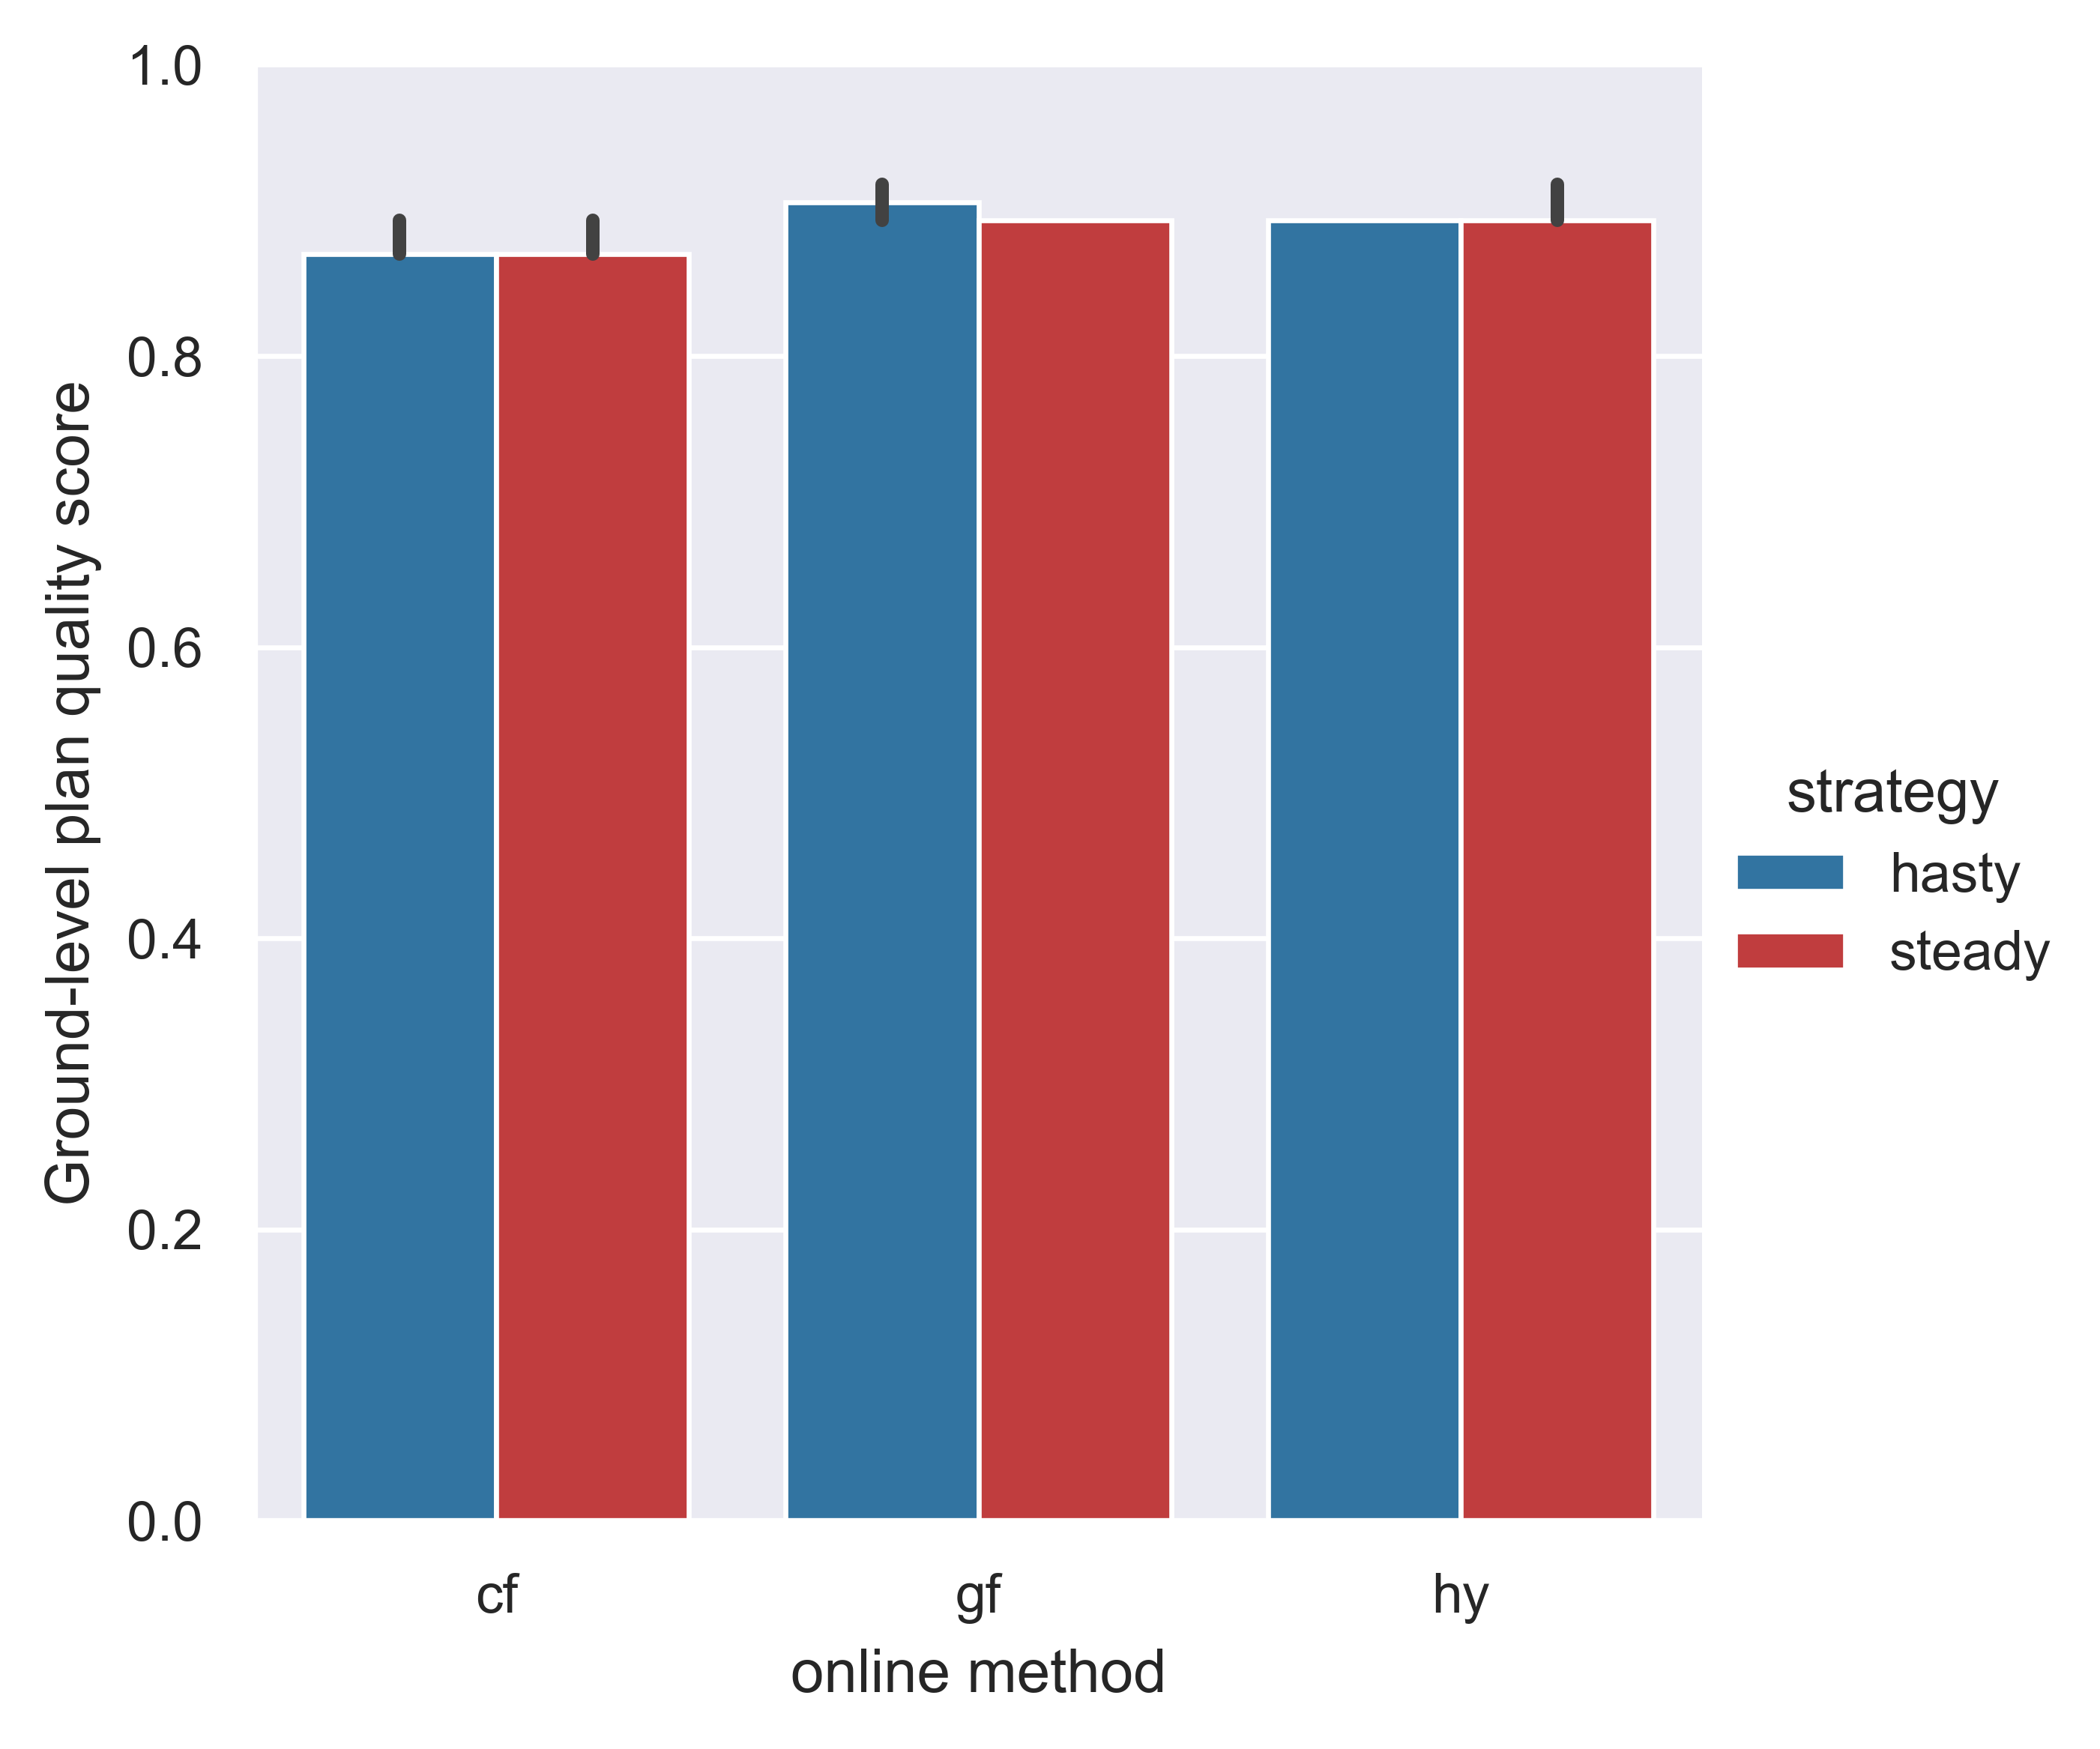 1.0
0.8
0.6
0.4
0.2
0.0
Ground-level plan quality score
cf
gf
hy
online method
strategy
hasty
steady